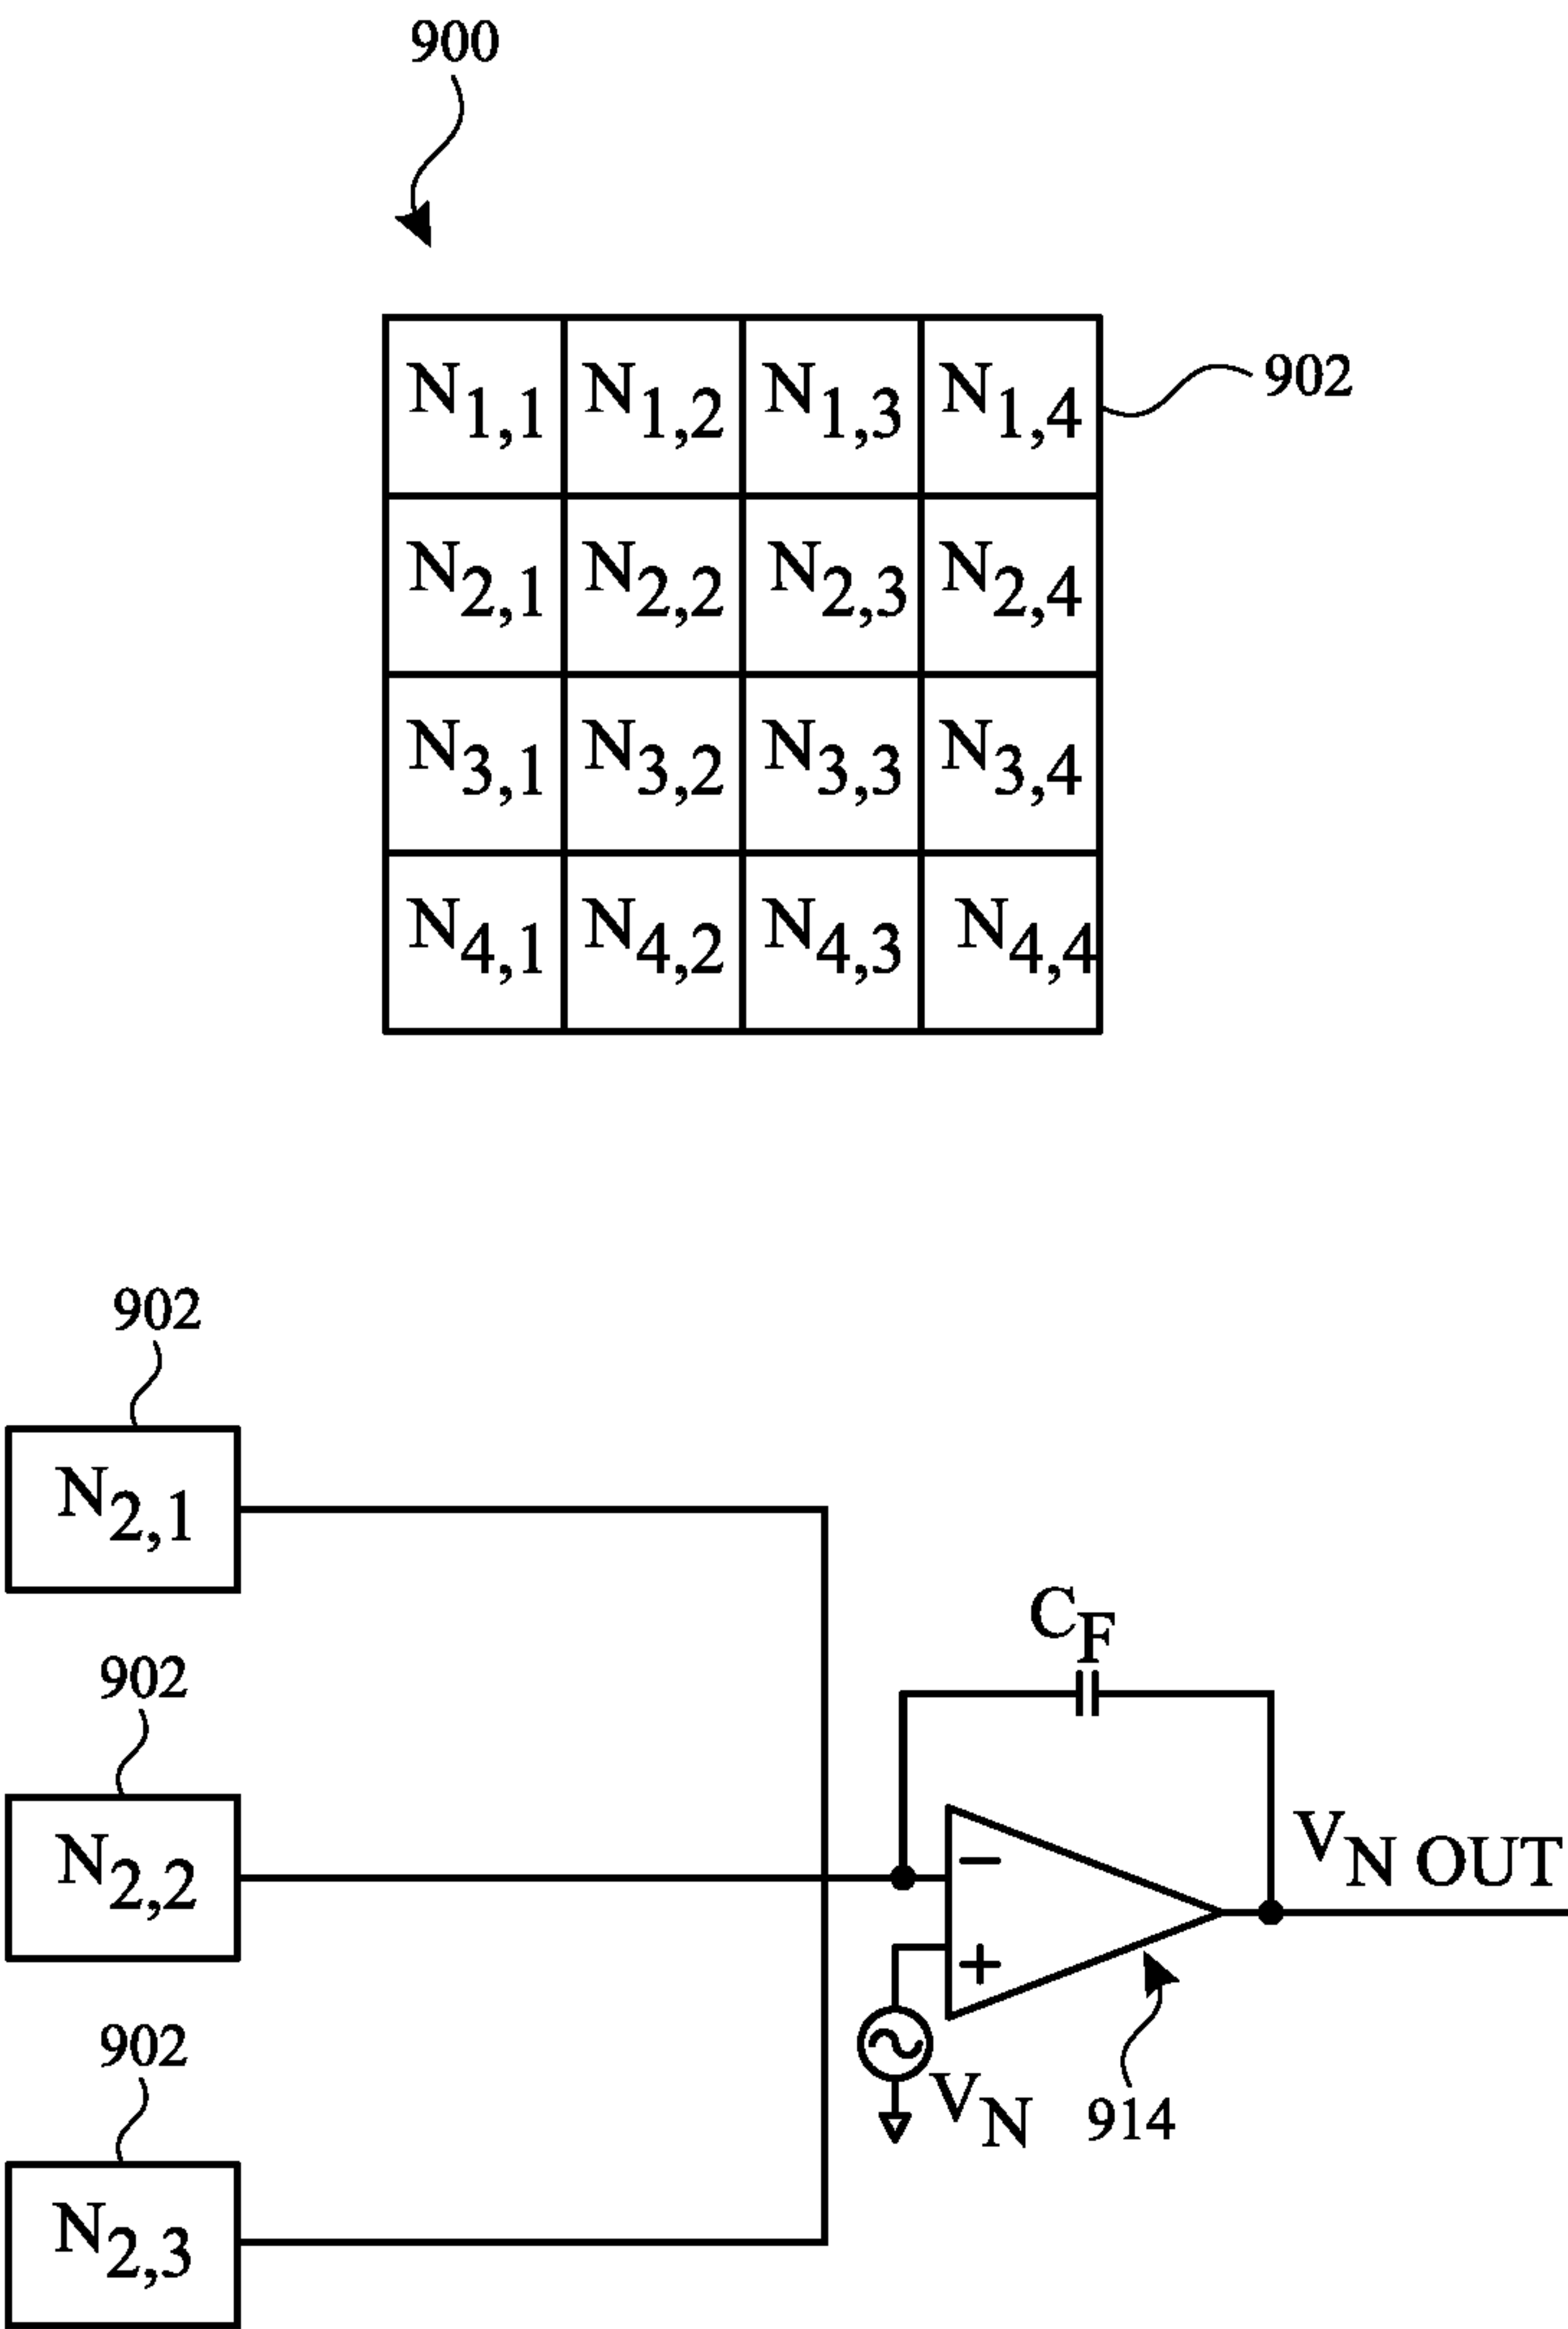 900
N1,1 N1,2 N1,3 N1,4 902
N2,1 N2,2 N2,3 N2,4
N3,1 N3,2 N3,3 N3,4
N4,1 N4,2 N4,3 N4,4
902
N2,1
CF
902
N2,2
−
VN OUT
+
902
VN
914
N2,3